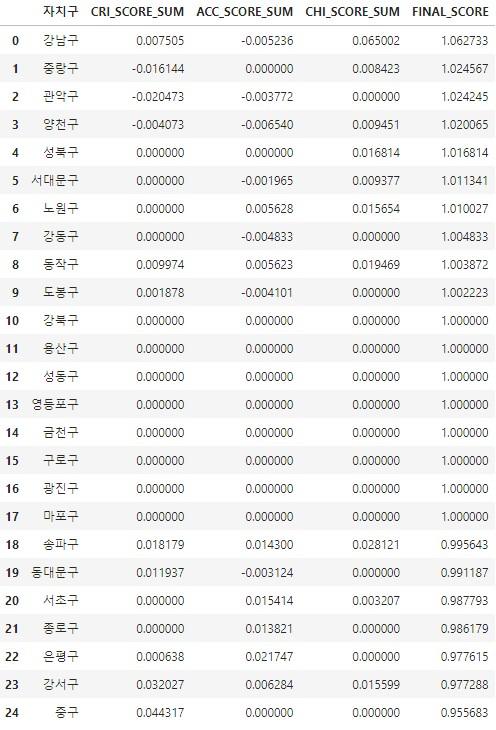 자치구 CRI_SCORE_SUM ACC_SCORE_SUM CHI_SCORE_SUM FINAL_SCORE
0 강남구 0.007505 -0.005236 0.065002 1.062733
1 중랑구 -0.016144 0.000000 0.008423 1.024567
2 관악구 -0.020473 -0.003772 0.000000 1.024245
3 양천구 -0.004073 -0.006540 0.009451 1.020065
4 성북구 0.000000 0.000000 0.016814 1.016814
5 서대문구 0.000000 -0.001965 0.009377 1.011341
6 노원구 0.000000 0.005628 0.015654 1.010027
7 강동구 0.000000 -0.004833 0.000000 1.004833
8 동작구 0.009974 0.005623 0.019469 1.003872
9 도봉구 0.001878 -0.004101 0.000000 1.002223
10 강북구 0.000000 0.000000 0.000000 1.000000
11 용산구 0.000000 0.000000 0.000000 1.000000
12 성동구 0.000000 0.000000 0.000000 1.000000
13 영등포구 0.000000 0.000000 0.000000 1.000000
14 금천구 0.000000 0.000000 0.000000 1.000000
15 구로구 0.000000 0.000000 0.000000 1.000000
16 광진구 0.000000 0.000000 0.000000 1.000000
17 마포구 0.000000 0.000000 0.000000 1.000000
18 송파구 0.018179 0.014300 0.028121 0.995643
19 동대문구 0.011937 -0.003124 0.000000 0.991187
20 서초구 0.000000 0.015414 0.003207 0.987793
21 종로구 0.000000 0.013821 0.000000 0.986179
22 은평구 0.000638 0.021747 0.000000 0.977615
23 강서구 0.032027 0.006284 0.015599 0.977288
24 중구 0.044317 0.000000 0.000000 0.955683